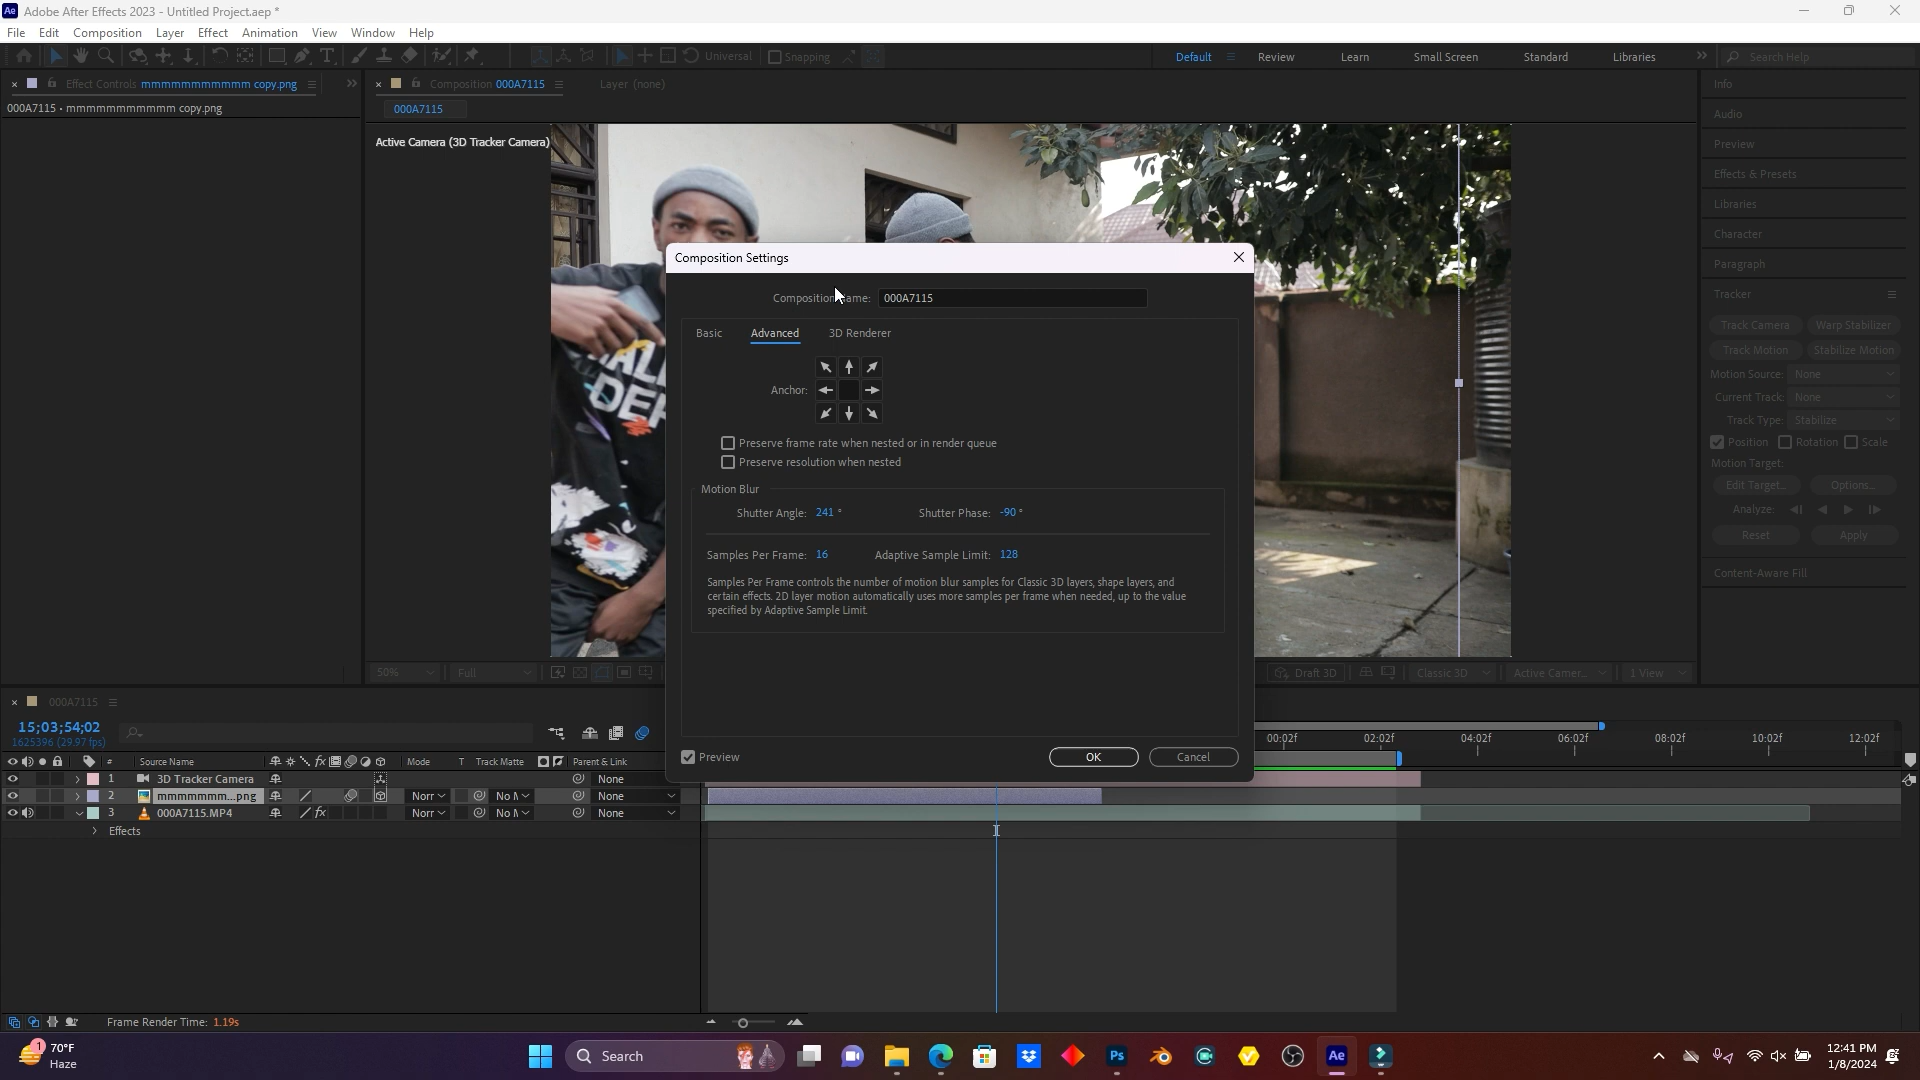 Adobe After Effects 2023 - Untitled Project.aep *
File Edit Composition Layer Effect Animation View Window Help
Universal Snapping Default Review Learn Small Screen Standard Libraries Search Help
Effect Controls mmmmmmmmmmm copy.png
Composition 000A7115
Layer (none)
000A7115 • mmmmmmmmmmm copy.png
000A7115
Active Camera (3D Tracker Camera)
Info
Audio
Preview
Effects & Presets
Libraries
Character
Paragraph
Tracker
Track Camera Warp Stabilizer
Track Motion Stabilize Motion
Motion Source: None
Current Track: None
Track Type: Stabilize
Position Rotation Scale
Motion Target:
Edit Target... Options...
Analyze:
Reset Apply
Content-Aware Fill
Composition Settings
Composition Name: 000A7115
Basic Advanced 3D Renderer
Anchor:
Preserve frame rate when nested or in render queue
Preserve resolution when nested
Motion Blur
Shutter Angle: 241 ° Shutter Phase: -90 °
Samples Per Frame: 16 Adaptive Sample Limit: 128
Samples Per Frame controls the number of motion blur samples for Classic 3D layers, shape layers, and
certain effects. 2D layer motion automatically uses more samples per frame when needed, up to the value
specified by Adaptive Sample Limit.
Preview OK Cancel
50% Full Draft 3D Classic 3D Active Camer... 1 View
000A7115
15;03;54;02
1625396 (29.97 fps)
00:02f 02:02f 04:02f 06:02f 08:02f 10:02f 12:02f
# Source Name fx Mode T Track Matte Parent & Link
1 3D Tracker Camera None
2 mmmmmmm...png Norr No M None
3 000A7115.MP4 fx Norr No M None
Effects
Frame Render Time: 1.19s
70°F
Haze
Search
12:41 PM
1/8/2024